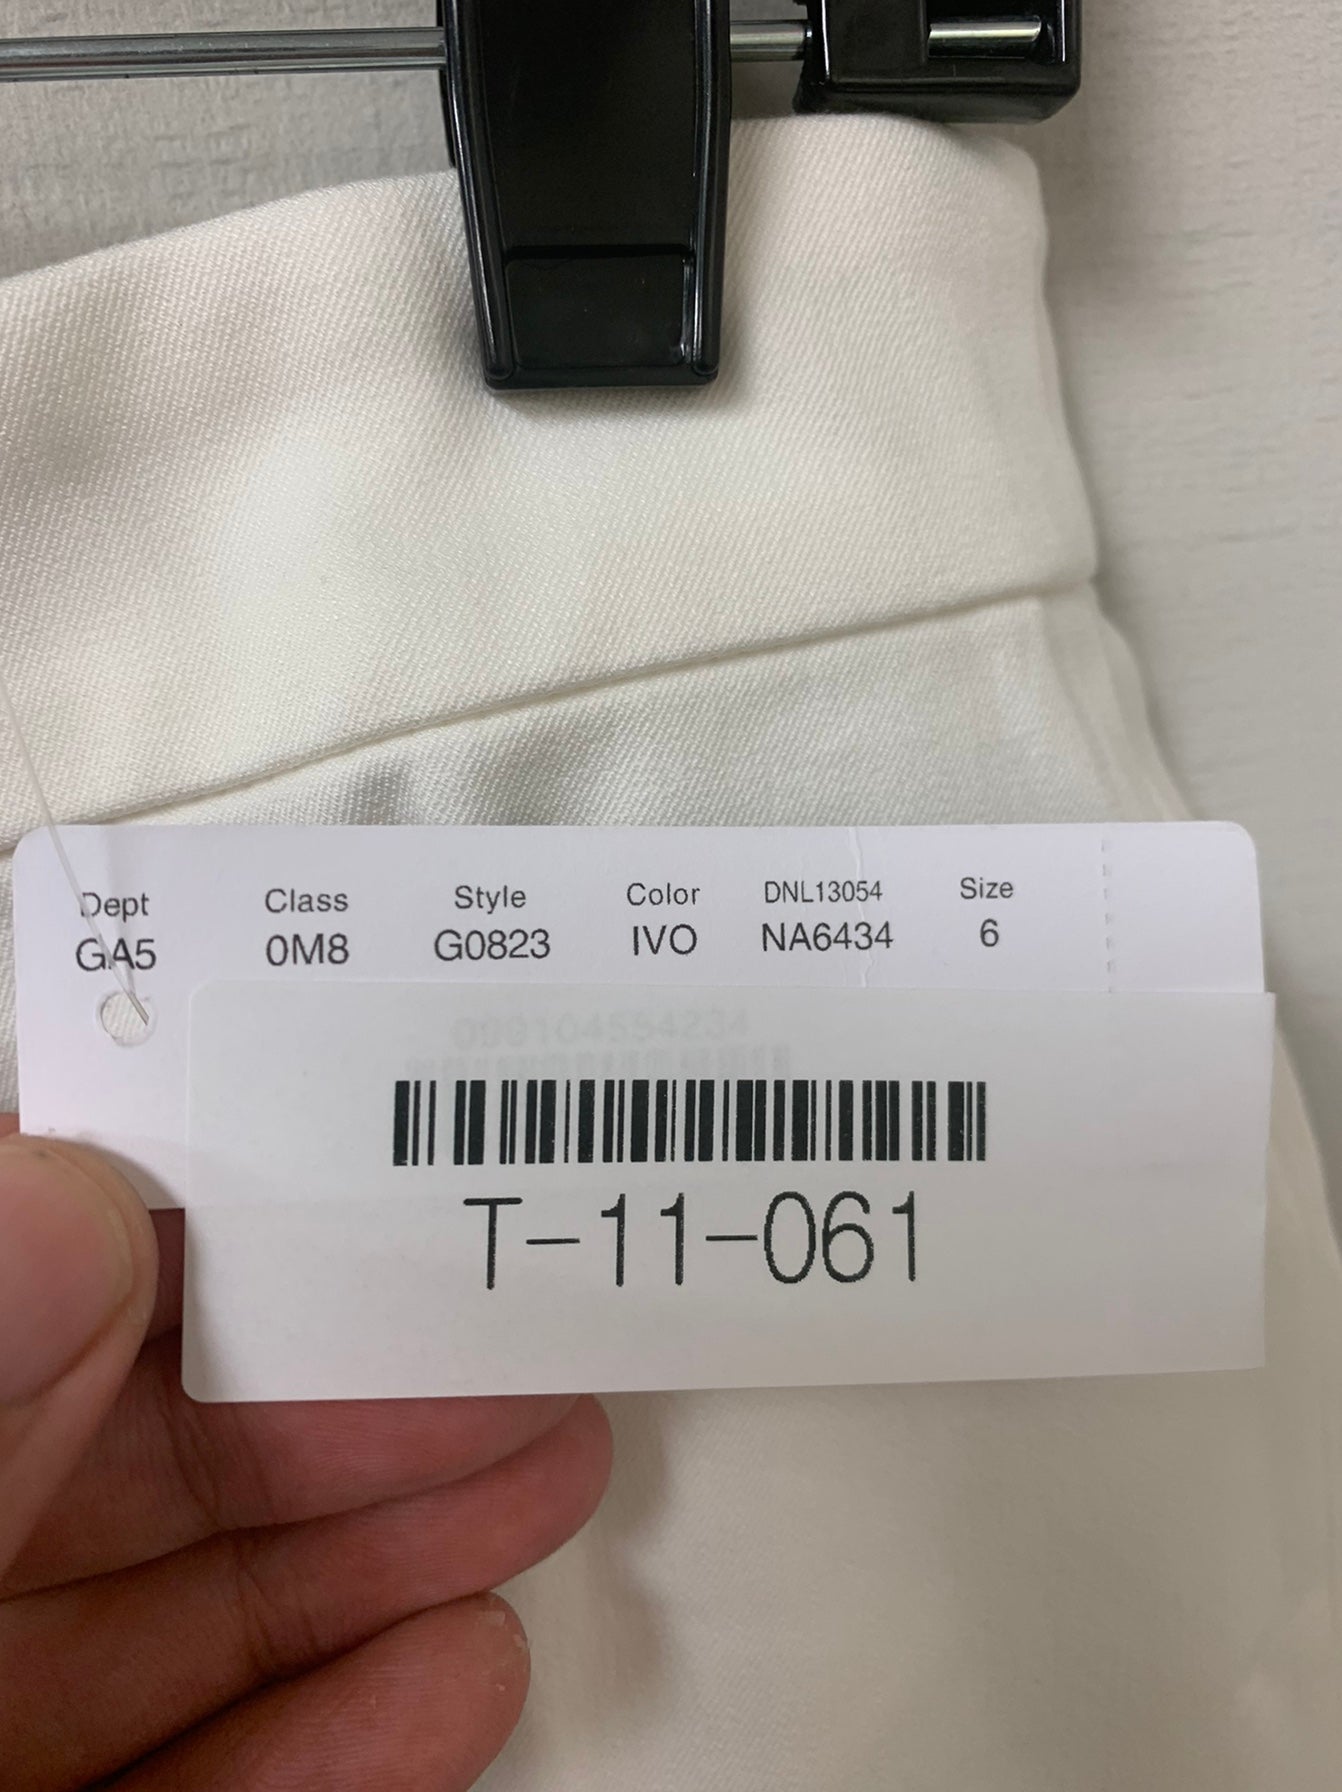 Dept Class Style Color DNL13054 Size
GA5 0M8 G0823 IVO NA6434 6
T-11-061